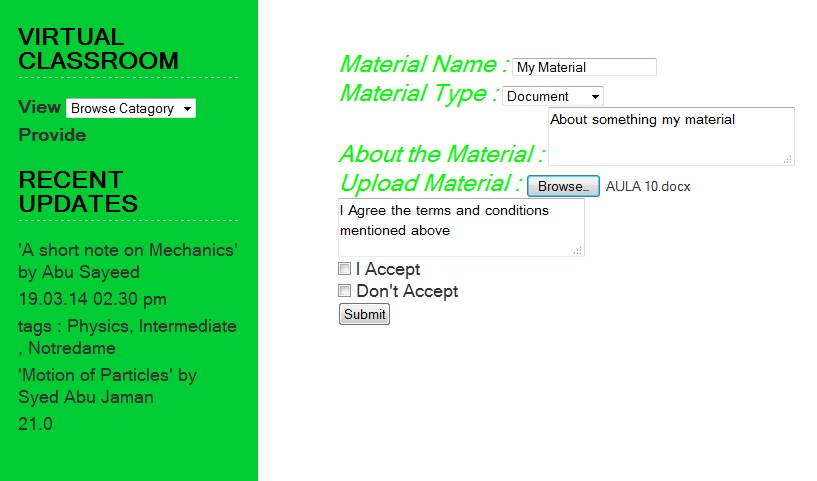 VIRTUAL
CLASSROOM
View Browse Catagory
Provide
RECENT
UPDATES
'A short note on Mechanics'
by Abu Sayeed
19.03.14 02.30 pm
tags : Physics, Intermediate
, Notredame
'Motion of Particles' by
Syed Abu Jaman
21.0
Material Name : My Material
Material Type : Document
About something my material
About the Material :
Upload Material : Browse... AULA 10.docx
I Agree the terms and conditions
mentioned above
I Accept
Don't Accept
Submit